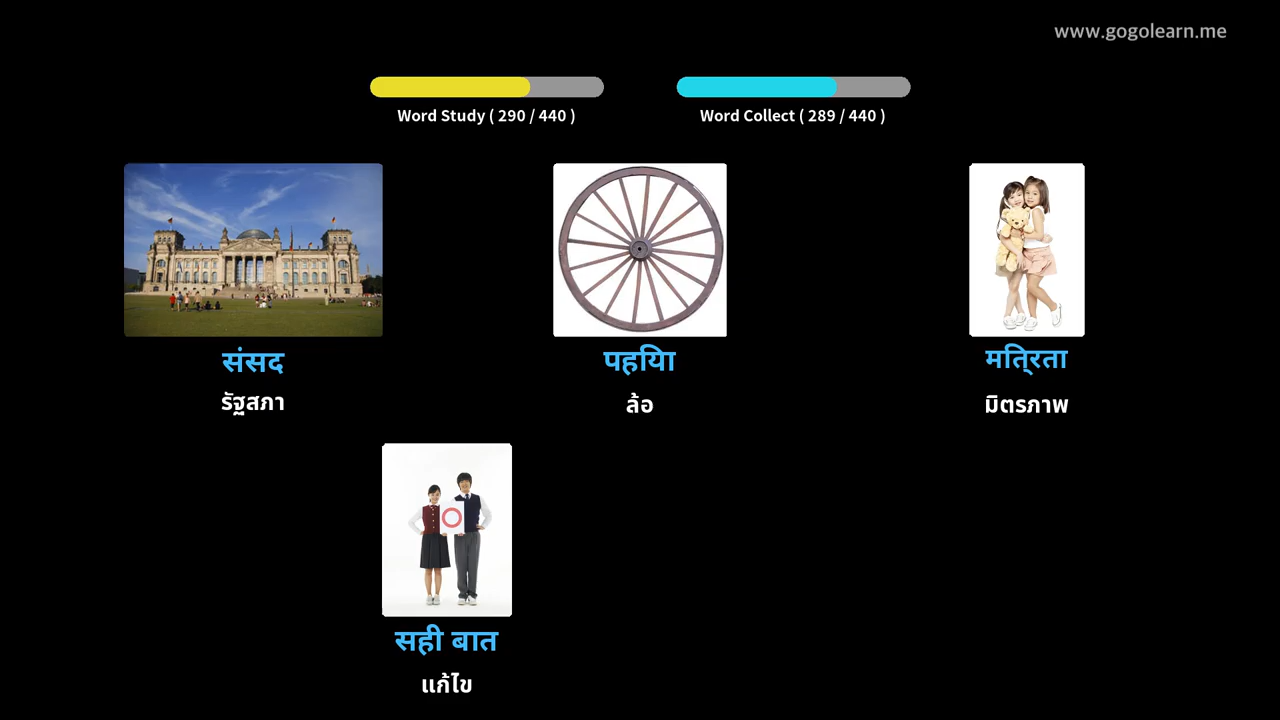 www.gogolearn.me
Word Study ( 290 / 440 )
Word Collect ( 289 / 440 )
संसद
รัฐสภา
पहिया
ล้อ
मित्रता
มิตรภาพ
सही बात
แก้ไข